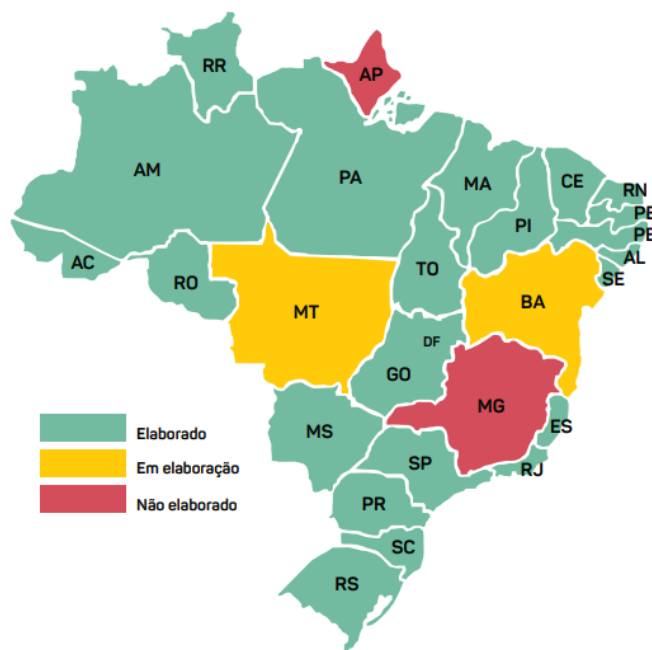 RR
AP
AM
PA
MA
CE
RN
PI
PE
PE
AC
RO
TO
AL
SE
MT
BA
DF
GO
MG
MS
ES
SP
RJ
PR
SC
RS
Elaborado
Em elaboração
Não elaborado